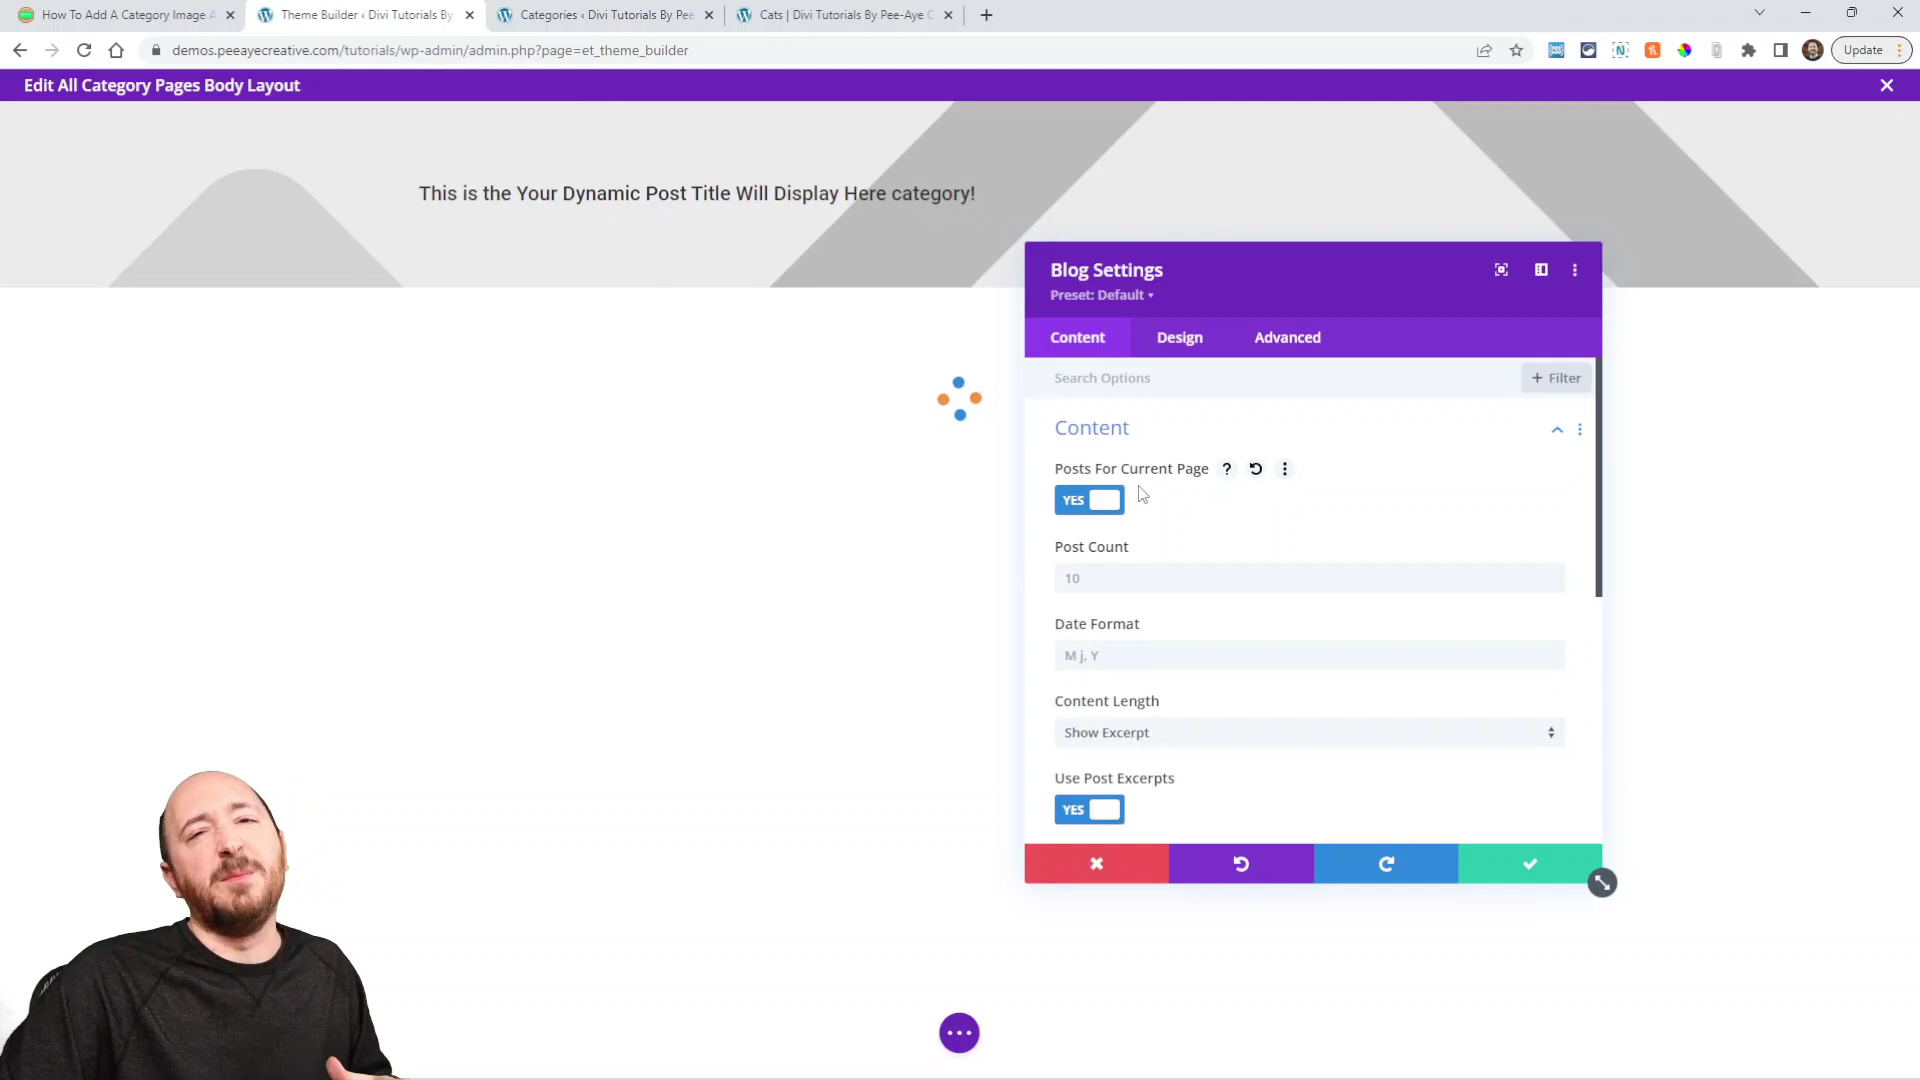 How To Add A Category Image A
Theme Builder ‹ Divi Tutorials By
Categories ‹ Divi Tutorials By Pee
Cats | Divi Tutorials By Pee-Aye C
demos.peeayecreative.com/tutorials/wp-admin/admin.php?page=et_theme_builder
Update
Edit All Category Pages Body Layout
This is the Your Dynamic Post Title Will Display Here category!
Blog Settings
Preset: Default
Content
Design
Advanced
Search Options
+ Filter
Content
Posts For Current Page ?
YES
Post Count
10
Date Format
M j, Y
Content Length
Show Excerpt
Use Post Excerpts
YES